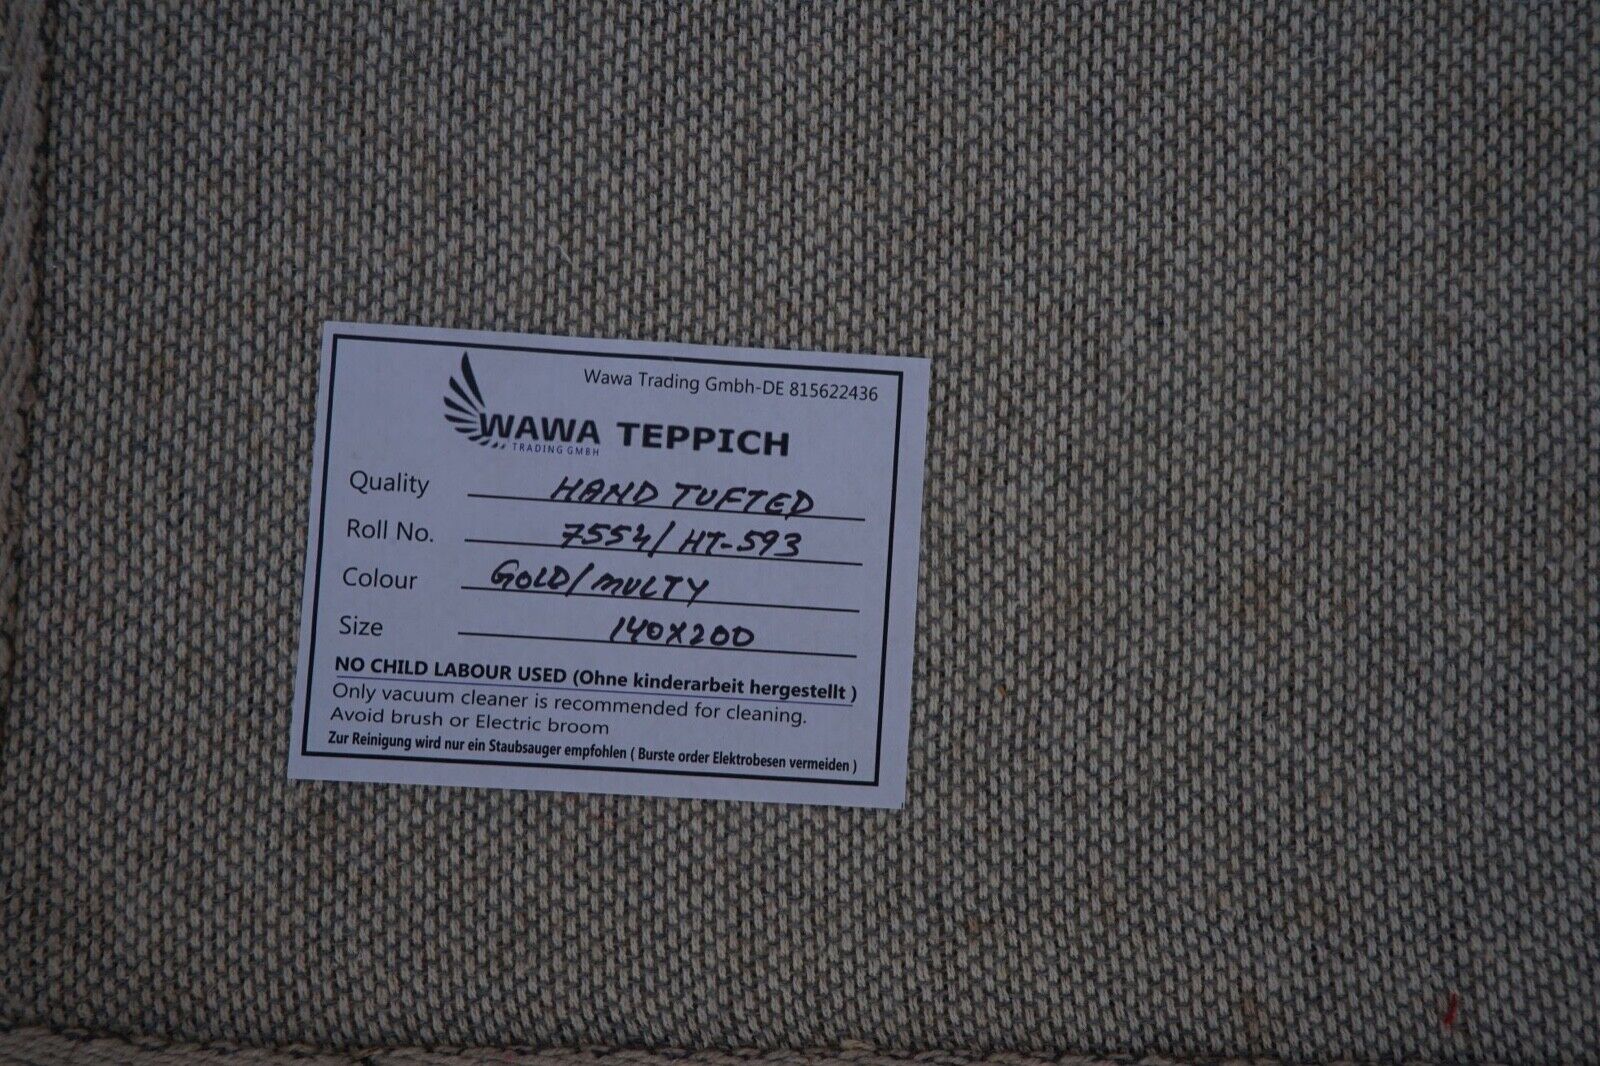 Wawa Trading Gmbh-DE 815622436
WAWA TEPPICH
TRADING GMBH
Quality HAND TUFTED
Roll No. 7554/HT-593
Colour GOLD/MULTY
Size 140X200
NO CHILD LABOUR USED (Ohne kinderarbeit hergestellt )
Only vacuum cleaner is recommended for cleaning.
Avoid brush or Electric broom
Zur Reinigung wird nur ein Staubsauger empfohlen ( Burste order Elektrobesen vermeiden )